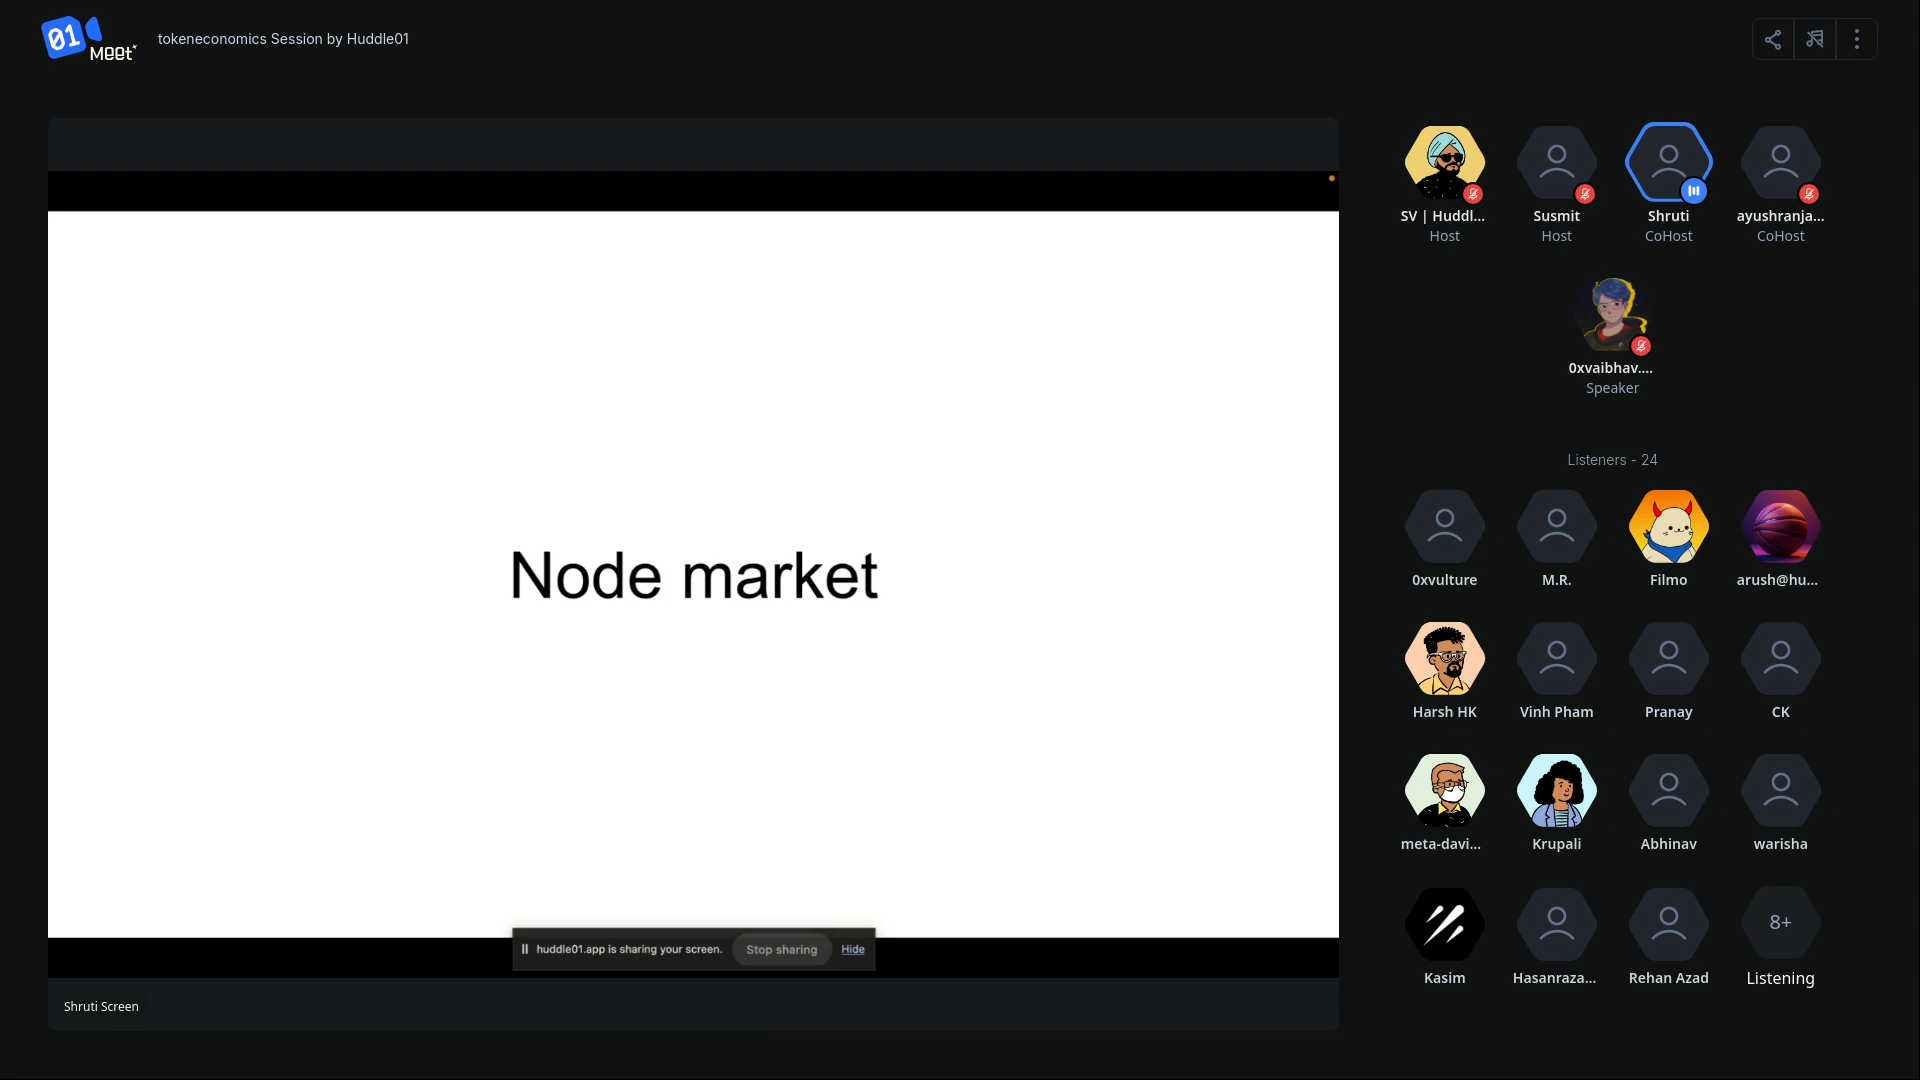 01
Meet
tokeneconomics Session by Huddle01
Node market
huddle01.app is sharing your screen.
Stop sharing
Hide
Shruti Screen
SV | Huddl...
Susmit
Shruti
ayushranja...
Host
Host
CoHost
CoHost
0xvaibhav....
Speaker
Listeners - 24
0xvulture
M.R.
Filmo
arush@hu...
Harsh HK
Vinh Pham
Pranay
CK
meta-davi...
Krupali
Abhinav
warisha
8+
Kasim
Hasanraza...
Rehan Azad
Listening